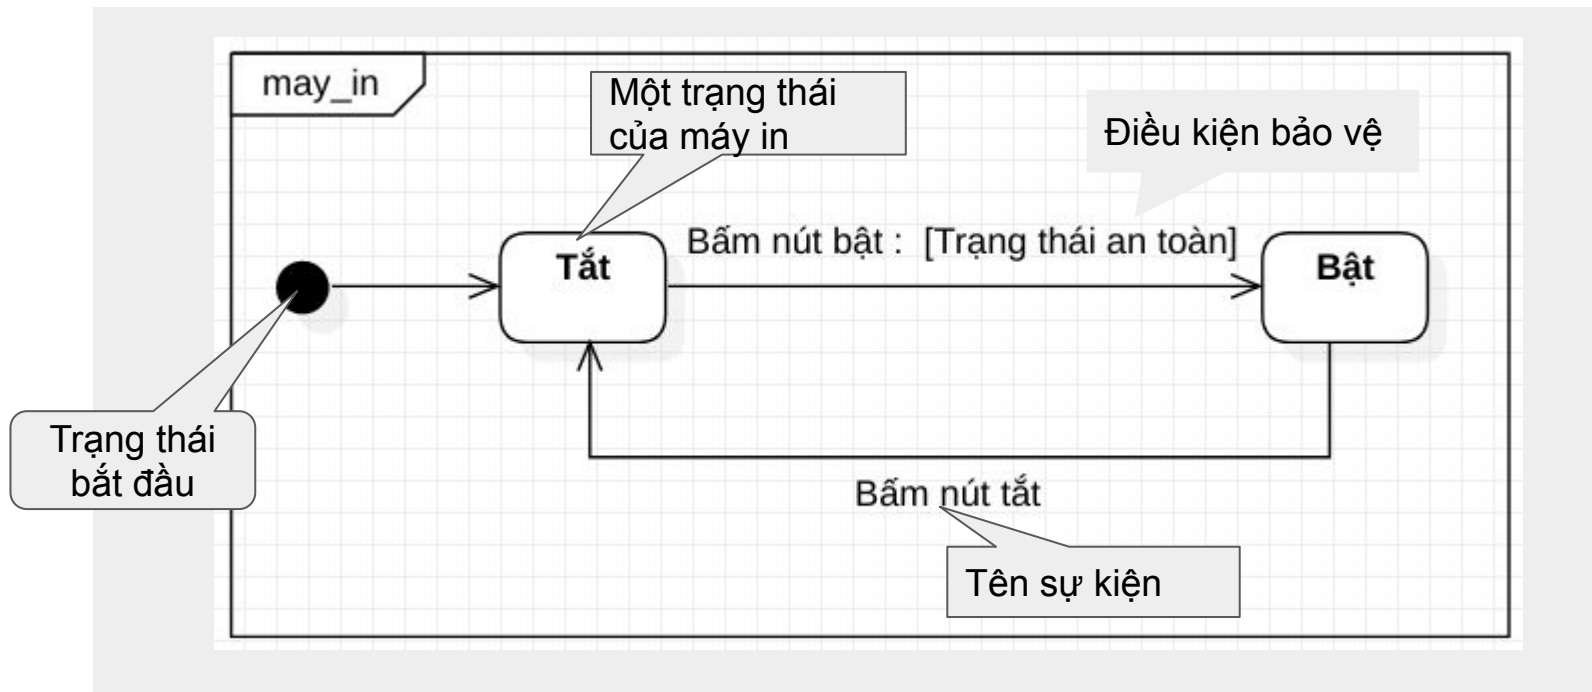 may_in
Một trạng thái
của máy in
Điều kiện bảo vệ
Bấm nút bật :  [Trạng thái an toàn]
Tắt
Bật
Trạng thái
bắt đầu
Bấm nút tắt
Tên sự kiện